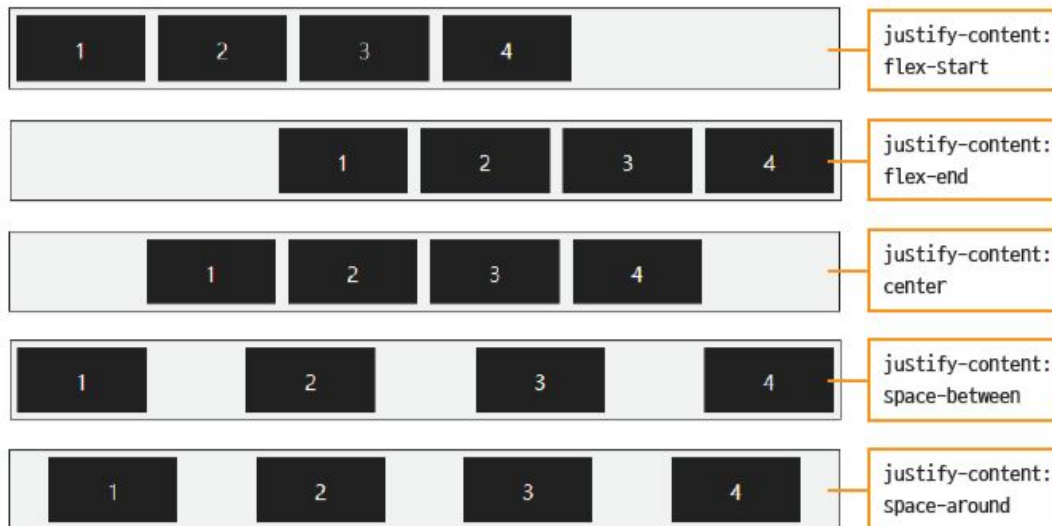 1 2 3 4
justify-content:
flex-start
1 2 3 4
justify-content:
flex-end
1 2 3 4
justify-content:
center
1 2 3 4
justify-content:
space-between
1 2 3 4
justify-content:
space-around